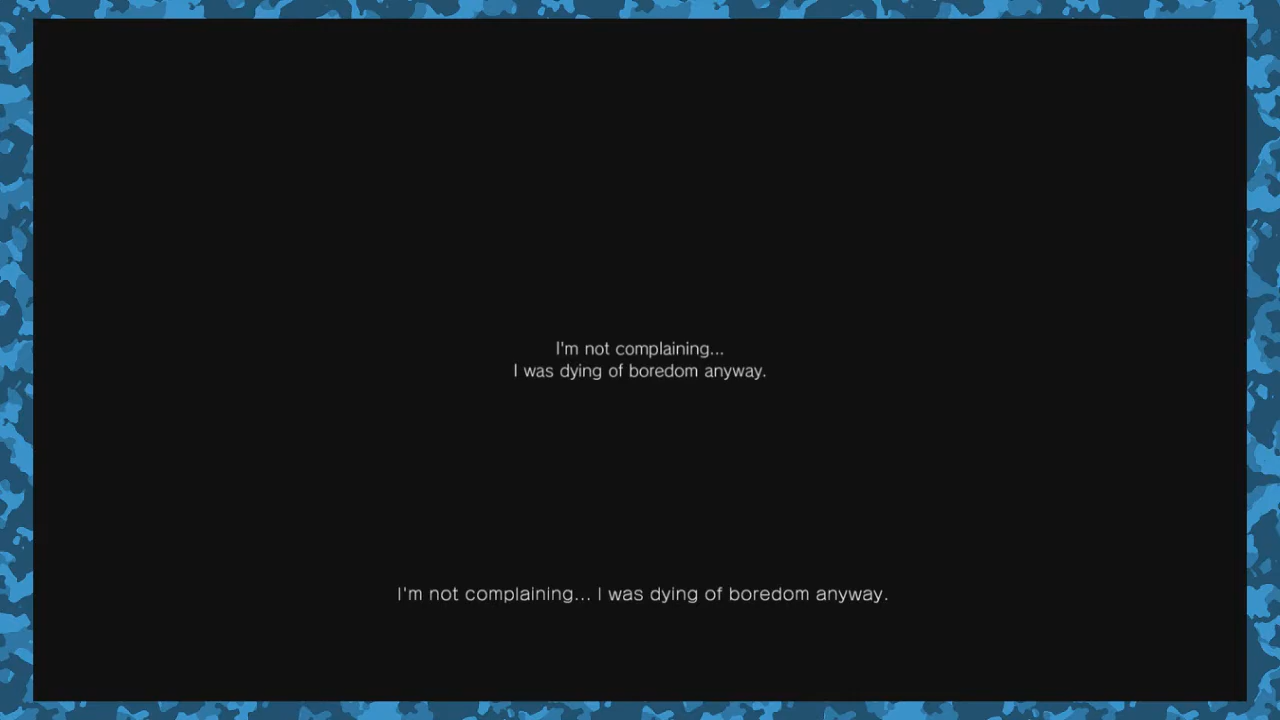 I'm not complaining...
I was dying of boredom anyway.
I'm not complaining... I was dying of boredom anyway.